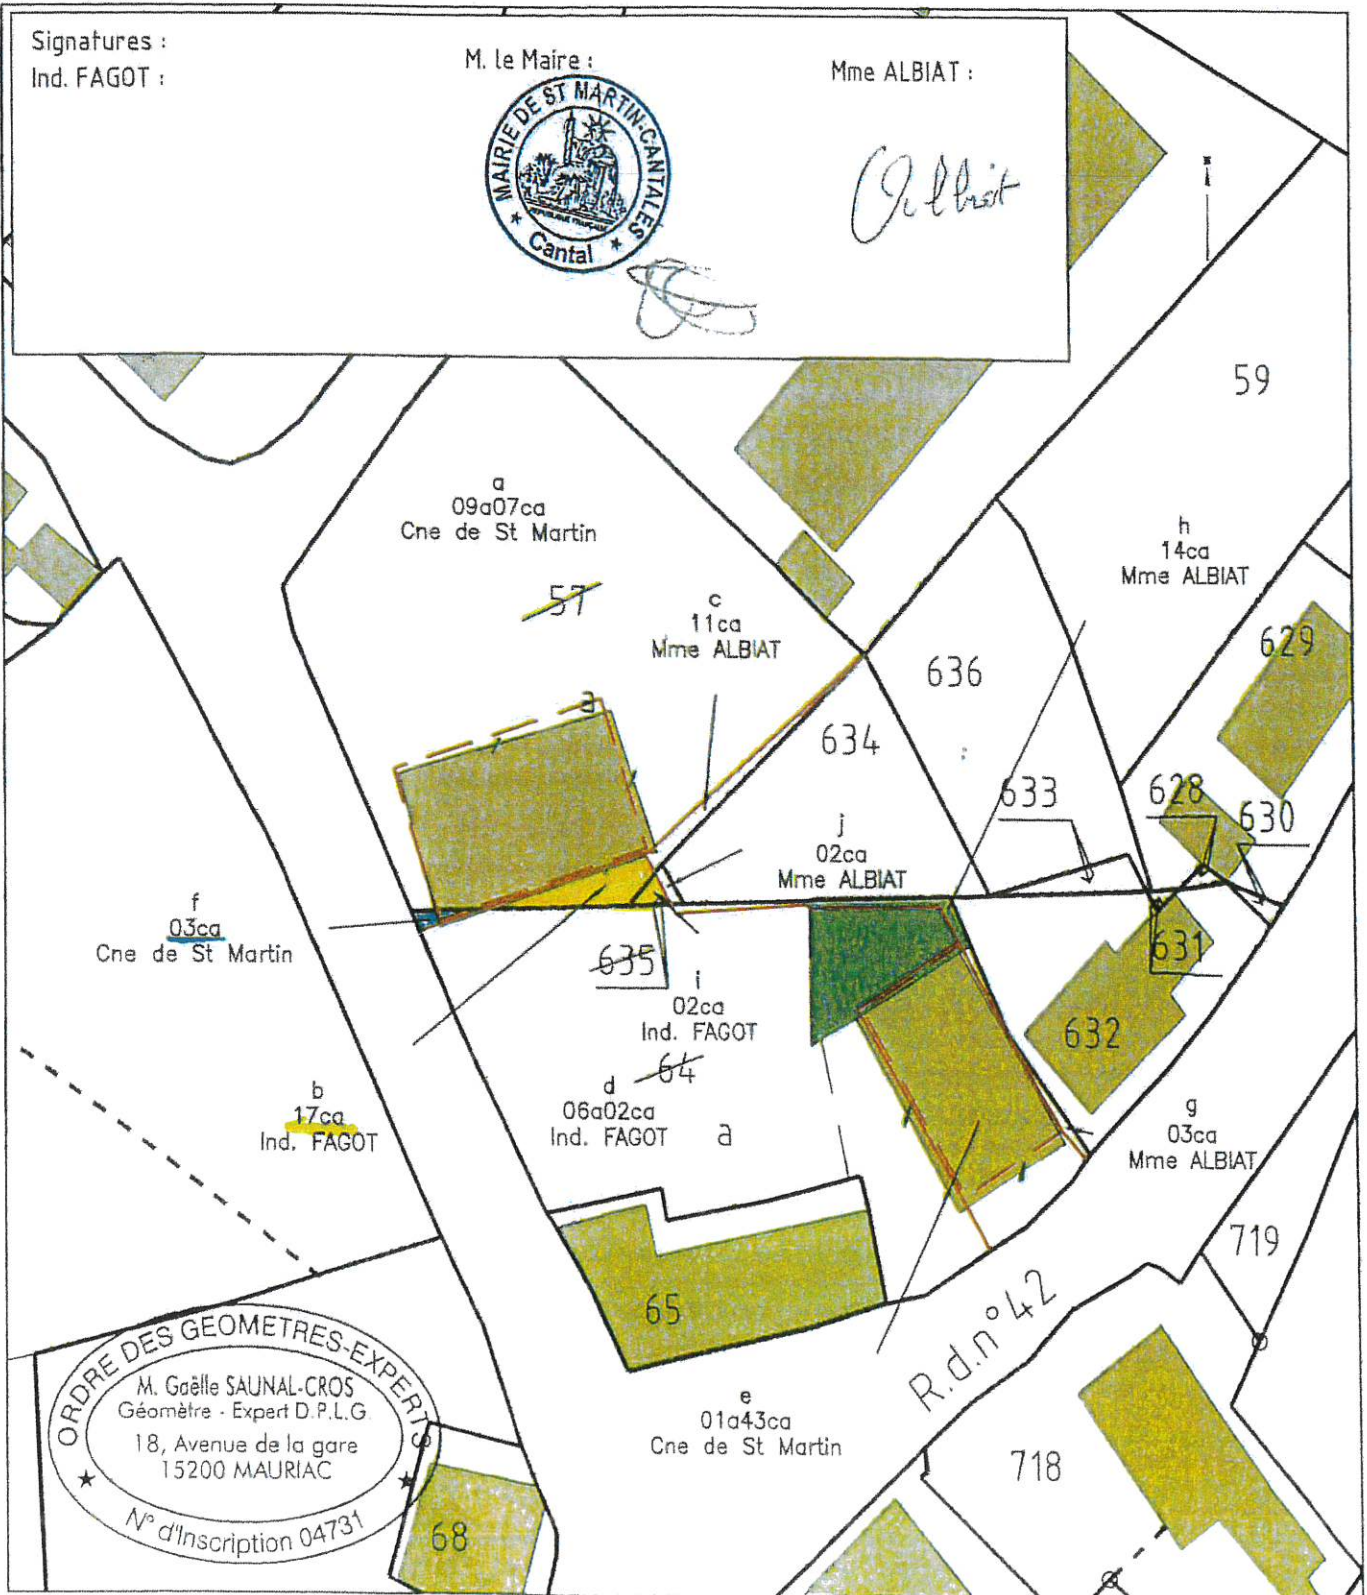 Signatures :
Ind. FAGOT :
M. le Maire :
Mme ALBIAT :
MAIRIE DE ST MARTIN-CANTALES
REPUBLIQUE FRANÇAISE
★ Cantal ★
Albiat
59
a
09a07ca
Cne de St Martin
57
c
11ca
Mme ALBIAT
h
14ca
Mme ALBIAT
629
636
634
a
633
628
630
j
02ca
Mme ALBIAT
f
03ca
Cne de St Martin
635
631
i
02ca
Ind. FAGOT
64
632
d
06a02ca
Ind. FAGOT
a
b
17ca
Ind. FAGOT
g
03ca
Mme ALBIAT
719
65
R.d.n°42
e
01a43ca
Cne de St Martin
718
68
ORDRE DES GEOMETRES-EXPERTS
M. Gaëlle SAUNAL-CROS
Géomètre - Expert D.P.L.G.
18, Avenue de la gare
15200 MAURIAC
★ ★
N° d'Inscription 04731